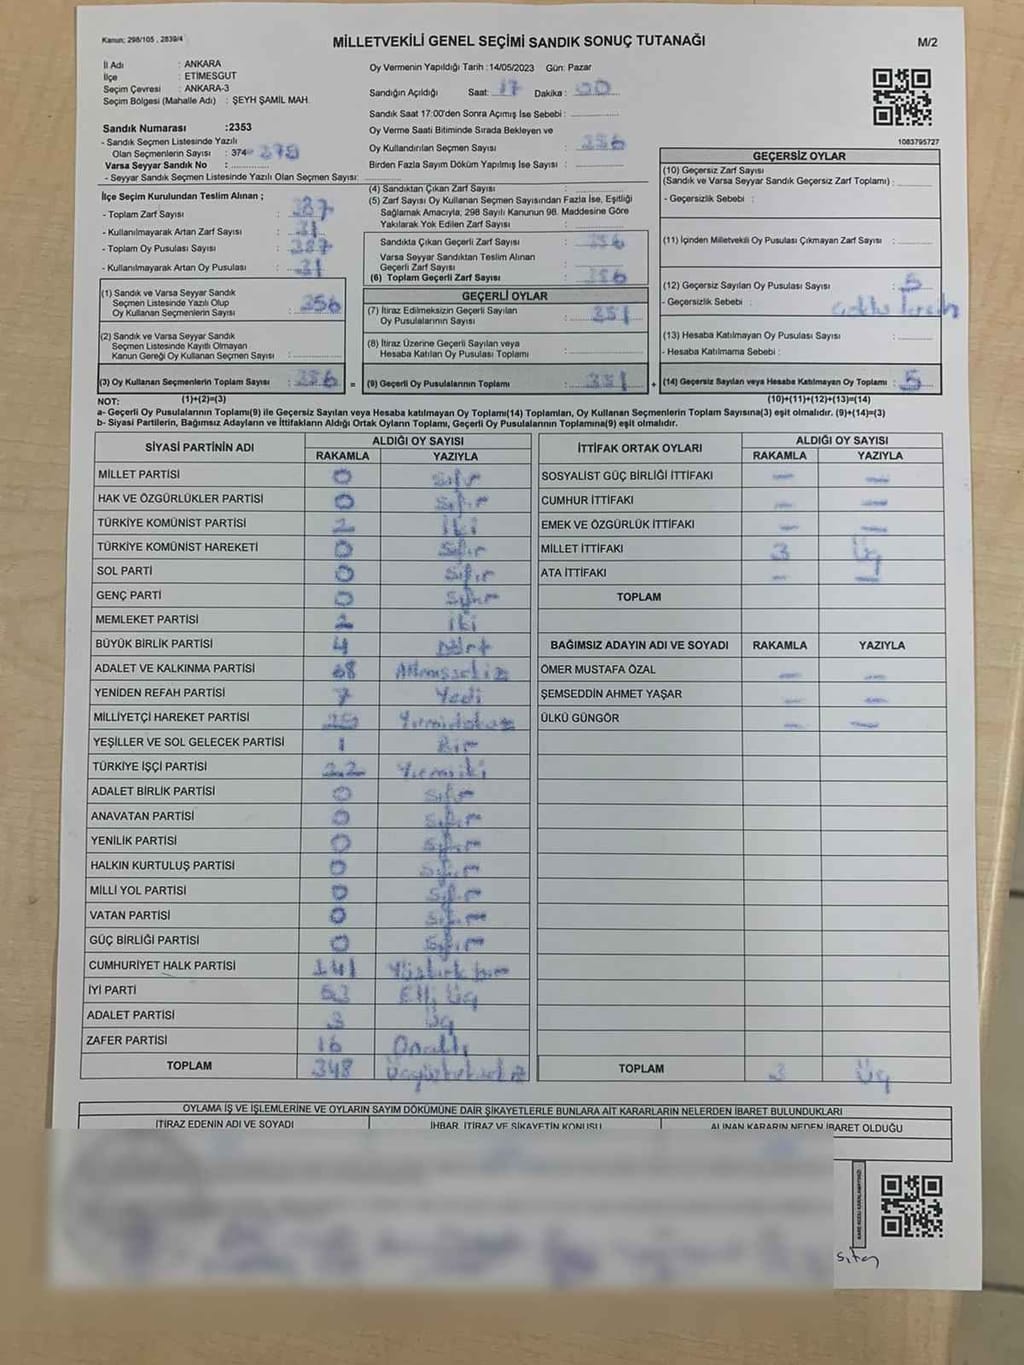 Kanun: 298/105 , 2839/4
MİLLETVEKİLİ GENEL SEÇİMİ SANDIK SONUÇ TUTANAĞI
M/2
İl Adı : ANKARA
İlçe : ETİMESGUT
Seçim Çevresi : ANKARA-3
Seçim Bölgesi (Mahalle Adı) : ŞEYH ŞAMİL MAH.
Sandık Numarası :2353
- Sandık Seçmen Listesinde Yazılı
Olan Seçmenlerin Sayısı : 374
Varsa Seyyar Sandık No :
- Seyyar Sandık Seçmen Listesinde Yazılı Olan Seçmen Sayısı:
Oy Vermenin Yapıldığı Tarih :14/05/2023 Gün: Pazar
Sandığın Açıldığı Saat: 17 Dakika : 00
Sandık Saat 17:00'den Sonra Açımış İse Sebebi :
Oy Verme Saati Bitiminde Sırada Bekleyen ve
Oy Kullandırılan Seçmen Sayısı : 356
Birden Fazla Sayım Döküm Yapılmış İse Sayısı :
1083795727
İlçe Seçim Kurulundan Teslim Alınan ;
- Toplam Zarf Sayısı : 387
- Kullanılmayarak Artan Zarf Sayısı : 31
- Toplam Oy Pusulası Sayısı : 387
- Kullanılmayarak Artan Oy Pusulası : 31
(1) Sandık ve Varsa Seyyar Sandık
Seçmen Listesinde Yazılı Olup
Oy Kullanan Seçmenlerin Sayısı : 356
(2) Sandık ve Varsa Seyyar Sandık
Seçmen Listesinde Kayıtlı Olmayan
Kanun Gereği Oy Kullanan Seçmen Sayısı :
(3) Oy Kullanan Seçmenlerin Toplam Sayısı : 356 =
(4) Sandıktan Çıkan Zarf Sayısı :
(5) Zarf Sayısı Oy Kullanan Seçmen Sayısından Fazla İse, Eşitliği
Sağlamak Amacıyla, 298 Sayılı Kanunun 98. Maddesine Göre
Yakılarak Yok Edilen Zarf Sayısı :
Sandıkta Çıkan Geçerli Zarf Sayısı : 356
Varsa Seyyar Sandıktan Teslim Alınan
Geçerli Zarf Sayısı :
(6) Toplam Geçerli Zarf Sayısı : 356
GEÇERLİ OYLAR
(7) İtiraz Edilmeksizin Geçerli Sayılan
Oy Pusulalarının Sayısı : 351
(8) İtiraz Üzerine Geçerli Sayılan veya
Hesaba Katılan Oy Pusulası Toplamı :
(9) Geçerli Oy Pusulalarının Toplamı : 351 +
GEÇERSİZ OYLAR
(10) Geçersiz Zarf Sayısı
(Sandık ve Varsa Seyyar Sandık Geçersiz Zarf Toplamı) :
- Geçersizlik Sebebi :
(11) İçinden Milletvekili Oy Pusulası Çıkmayan Zarf Sayısı :
(12) Geçersiz Sayılan Oy Pusulası Sayısı : 5
- Geçersizlik Sebebi :
(13) Hesaba Katılmayan Oy Pusulası :
- Hesaba Katılmama Sebebi :
(14) Geçersiz Sayılan veya Hesaba Katılmayan Oy Toplamı : 5
NOT: (1)+(2)=(3) (10)+(11)+(12)+(13)=(14)
a- Geçerli Oy Pusulalarının Toplamı(9) ile Geçersiz Sayılan veya Hesaba katılmayan Oy Toplamı(14) Toplamları, Oy Kullanan Seçmenlerin Toplam Sayısına(3) eşit olmalıdır. (9)+(14)=(3)
b- Siyasi Partilerin, Bağımsız Adayların ve İttifakların Aldığı Ortak Oyların Toplamı, Geçerli Oy Pusulalarının Toplamına(9) eşit olmalıdır.
SİYASİ PARTİNİN ADI ALDIĞI OY SAYISI
RAKAMLA YAZIYLA
MİLLET PARTİSİ 0 Sıfır
HAK VE ÖZGÜRLÜKLER PARTİSİ 0 Sıfır
TÜRKİYE KOMÜNİST PARTİSİ 2 İki
TÜRKİYE KOMÜNİST HAREKETİ 0 Sıfır
SOL PARTİ 0 Sıfır
GENÇ PARTİ 0 Sıfır
MEMLEKET PARTİSİ 2 İki
BÜYÜK BİRLİK PARTİSİ 4 Dört
ADALET VE KALKINMA PARTİSİ 68 Altmışsekiz
YENİDEN REFAH PARTİSİ 7 Yedi
MİLLİYETÇİ HAREKET PARTİSİ 29 Yirmidokuz
YEŞİLLER VE SOL GELECEK PARTİSİ 1 Bir
TÜRKİYE İŞÇİ PARTİSİ 22 Yirmiiki
ADALET BİRLİK PARTİSİ 0 Sıfır
ANAVATAN PARTİSİ 0 Sıfır
YENİLİK PARTİSİ 0 Sıfır
HALKIN KURTULUŞ PARTİSİ 0 Sıfır
MİLLİ YOL PARTİSİ 0 Sıfır
VATAN PARTİSİ 0 Sıfır
GÜÇ BİRLİĞİ PARTİSİ 0 Sıfır
CUMHURİYET HALK PARTİSİ 141 Yüzkırkbir
İYİ PARTİ 53 Elli üç
ADALET PARTİSİ 3 Üç
ZAFER PARTİSİ 16 Onaltı
TOPLAM 348 Üçyüzkırksekiz
İTTİFAK ORTAK OYLARI ALDIĞI OY SAYISI
RAKAMLA YAZIYLA
SOSYALİST GÜÇ BİRLİĞİ İTTİFAKI — —
CUMHUR İTTİFAKI — —
EMEK VE ÖZGÜRLÜK İTTİFAKI — —
MİLLET İTTİFAKI 3 Üç
ATA İTTİFAKI — —
TOPLAM
BAĞIMSIZ ADAYIN ADI VE SOYADI RAKAMLA YAZIYLA
ÖMER MUSTAFA ÖZAL — —
ŞEMSEDDİN AHMET YAŞAR — —
ÜLKÜ GÜNGÖR — —
TOPLAM 3 Üç
OYLAMA İŞ VE İŞLEMLERİNE VE OYLARIN SAYIM DÖKÜMÜNE DAİR ŞİKAYETLERLE BUNLARA AİT KARARLARIN NELERDEN İBARET BULUNDUKLARI
İTİRAZ EDENİN ADI VE SOYADI İHBAR, İTİRAZ VE ŞİKAYETİN KONUSU ALINAN KARARIN NEDEN İBARET OLDUĞU